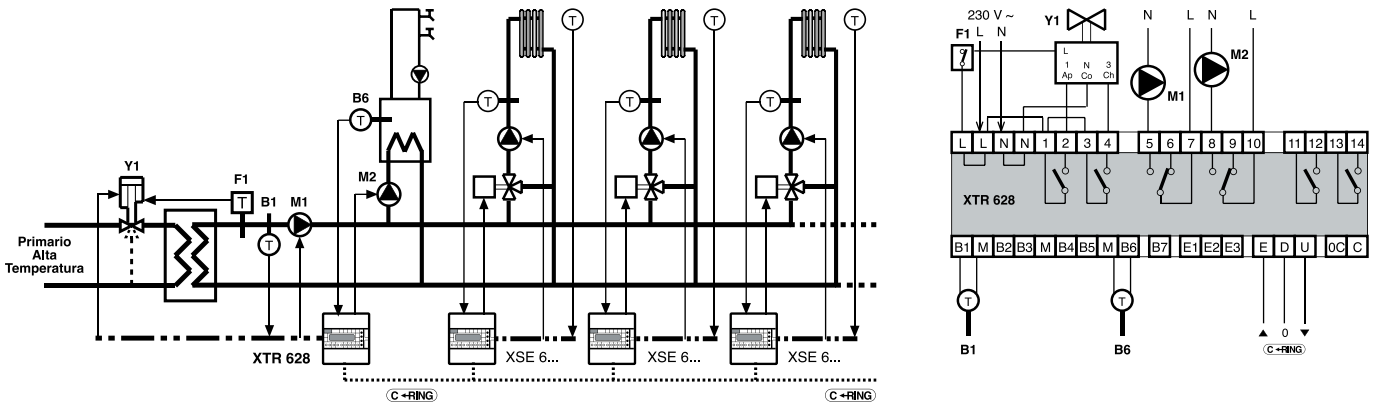 T
T
T
B6
T
T
T
T
Y1
F1
T
B1
M1
M2
T
Primario
Alta
Temperatura
XTR 628
XSE 6...
XSE 6...
XSE 6...
C RING
C RING
230 V ~
L N
F1
Y1
L
1 N 3
Ap Co Ch
N
M1
L N
M2
L
L L N N 1 2 3 4 5 6 7 8 9 10 11 12 13 14
XTR 628
B1 M B2 B3 M B4 B5 M B6 B7 E1 E2 E3 E D U 0C C
T
T
B1
B6
0
C RING